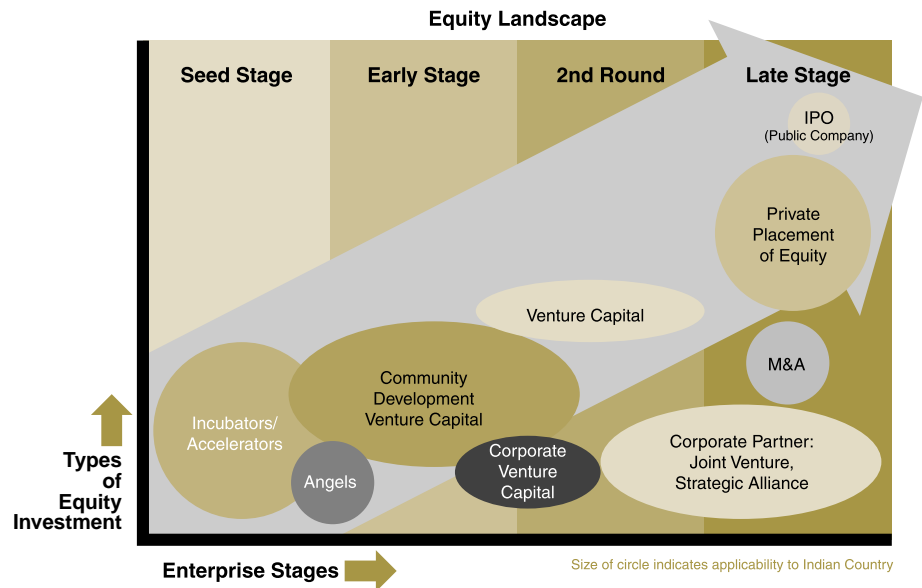 Equity Landscape
Seed Stage
Early Stage
2nd Round
Late Stage
IPO
(Public Company)
Private
Placement
of Equity
Venture Capital
M&A
Community
Development
Venture Capital
Incubators/
Accelerators
Angels
Corporate
Venture
Capital
Corporate Partner:
Joint Venture,
Strategic Alliance
Types
of
Equity
Investment
Enterprise Stages
Size of circle indicates applicability to Indian Country